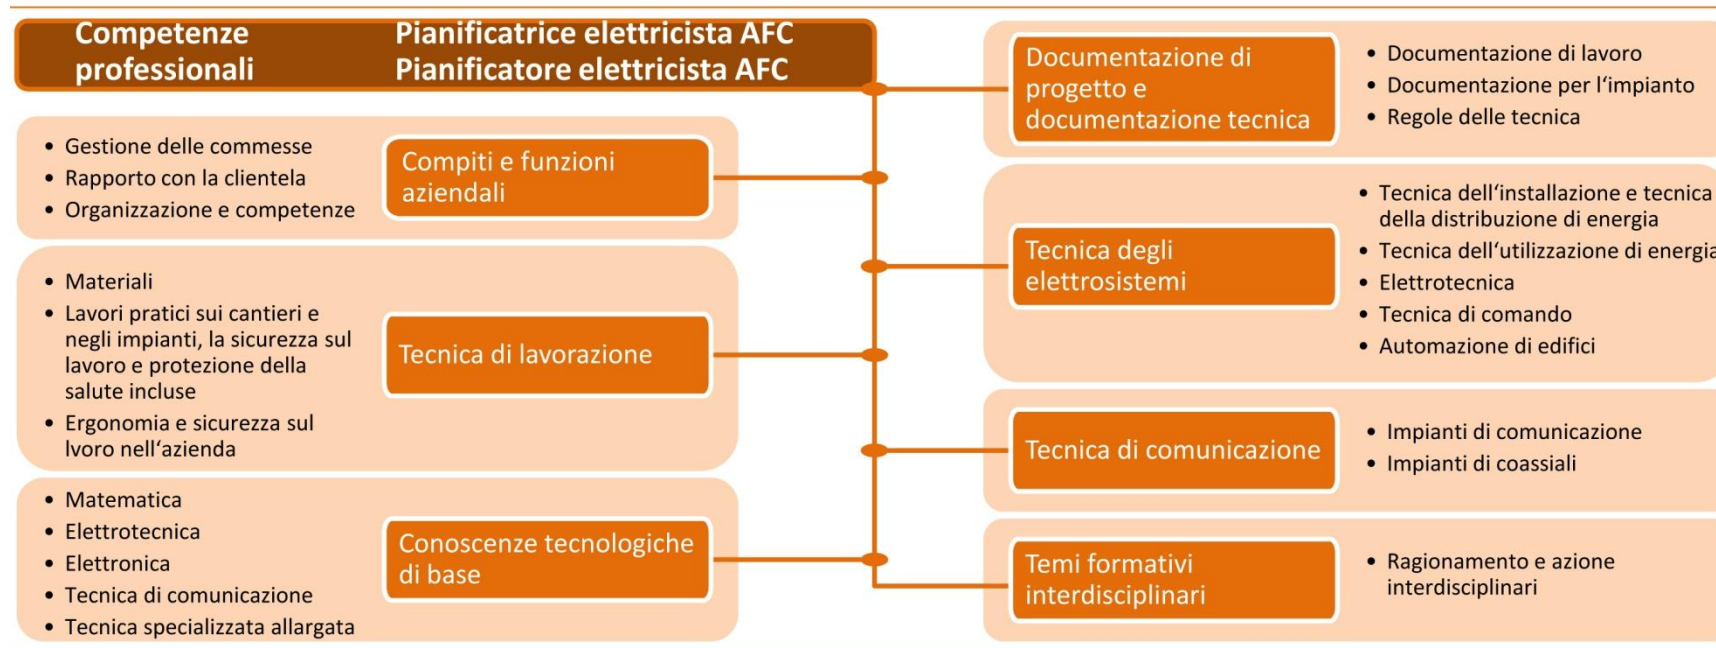 Competenze professionali
Pianificatrice elettricista AFC
Pianificatore elettricista AFC
• Gestione delle commesse
• Rapporto con la clientela
• Organizzazione e competenze
Compiti e funzioni
aziendali
• Materiali
• Lavori pratici sui cantieri e
negli impianti, la sicurezza sul
lavoro e protezione della
salute incluse
• Ergonomia e sicurezza sul
lvoro nell‘azienda
Tecnica di lavorazione
• Matematica
• Elettrotecnica
• Elettronica
• Tecnica di comunicazione
• Tecnica specializzata allargata
Conoscenze tecnologiche
di base
Documentazione di
progetto e
documentazione tecnica
• Documentazione di lavoro
• Documentazione per l‘impianto
• Regole delle tecnica
Tecnica degli
elettrosistemi
• Tecnica dell‘installazione e tecnica
della distribuzione di energia
• Tecnica dell‘utilizzazione di energia
• Elettrotecnica
• Tecnica di comando
• Automazione di edifici
Tecnica di comunicazione
• Impianti di comunicazione
• Impianti di coassiali
Temi formativi
interdisciplinari
• Ragionamento e azione
interdisciplinari